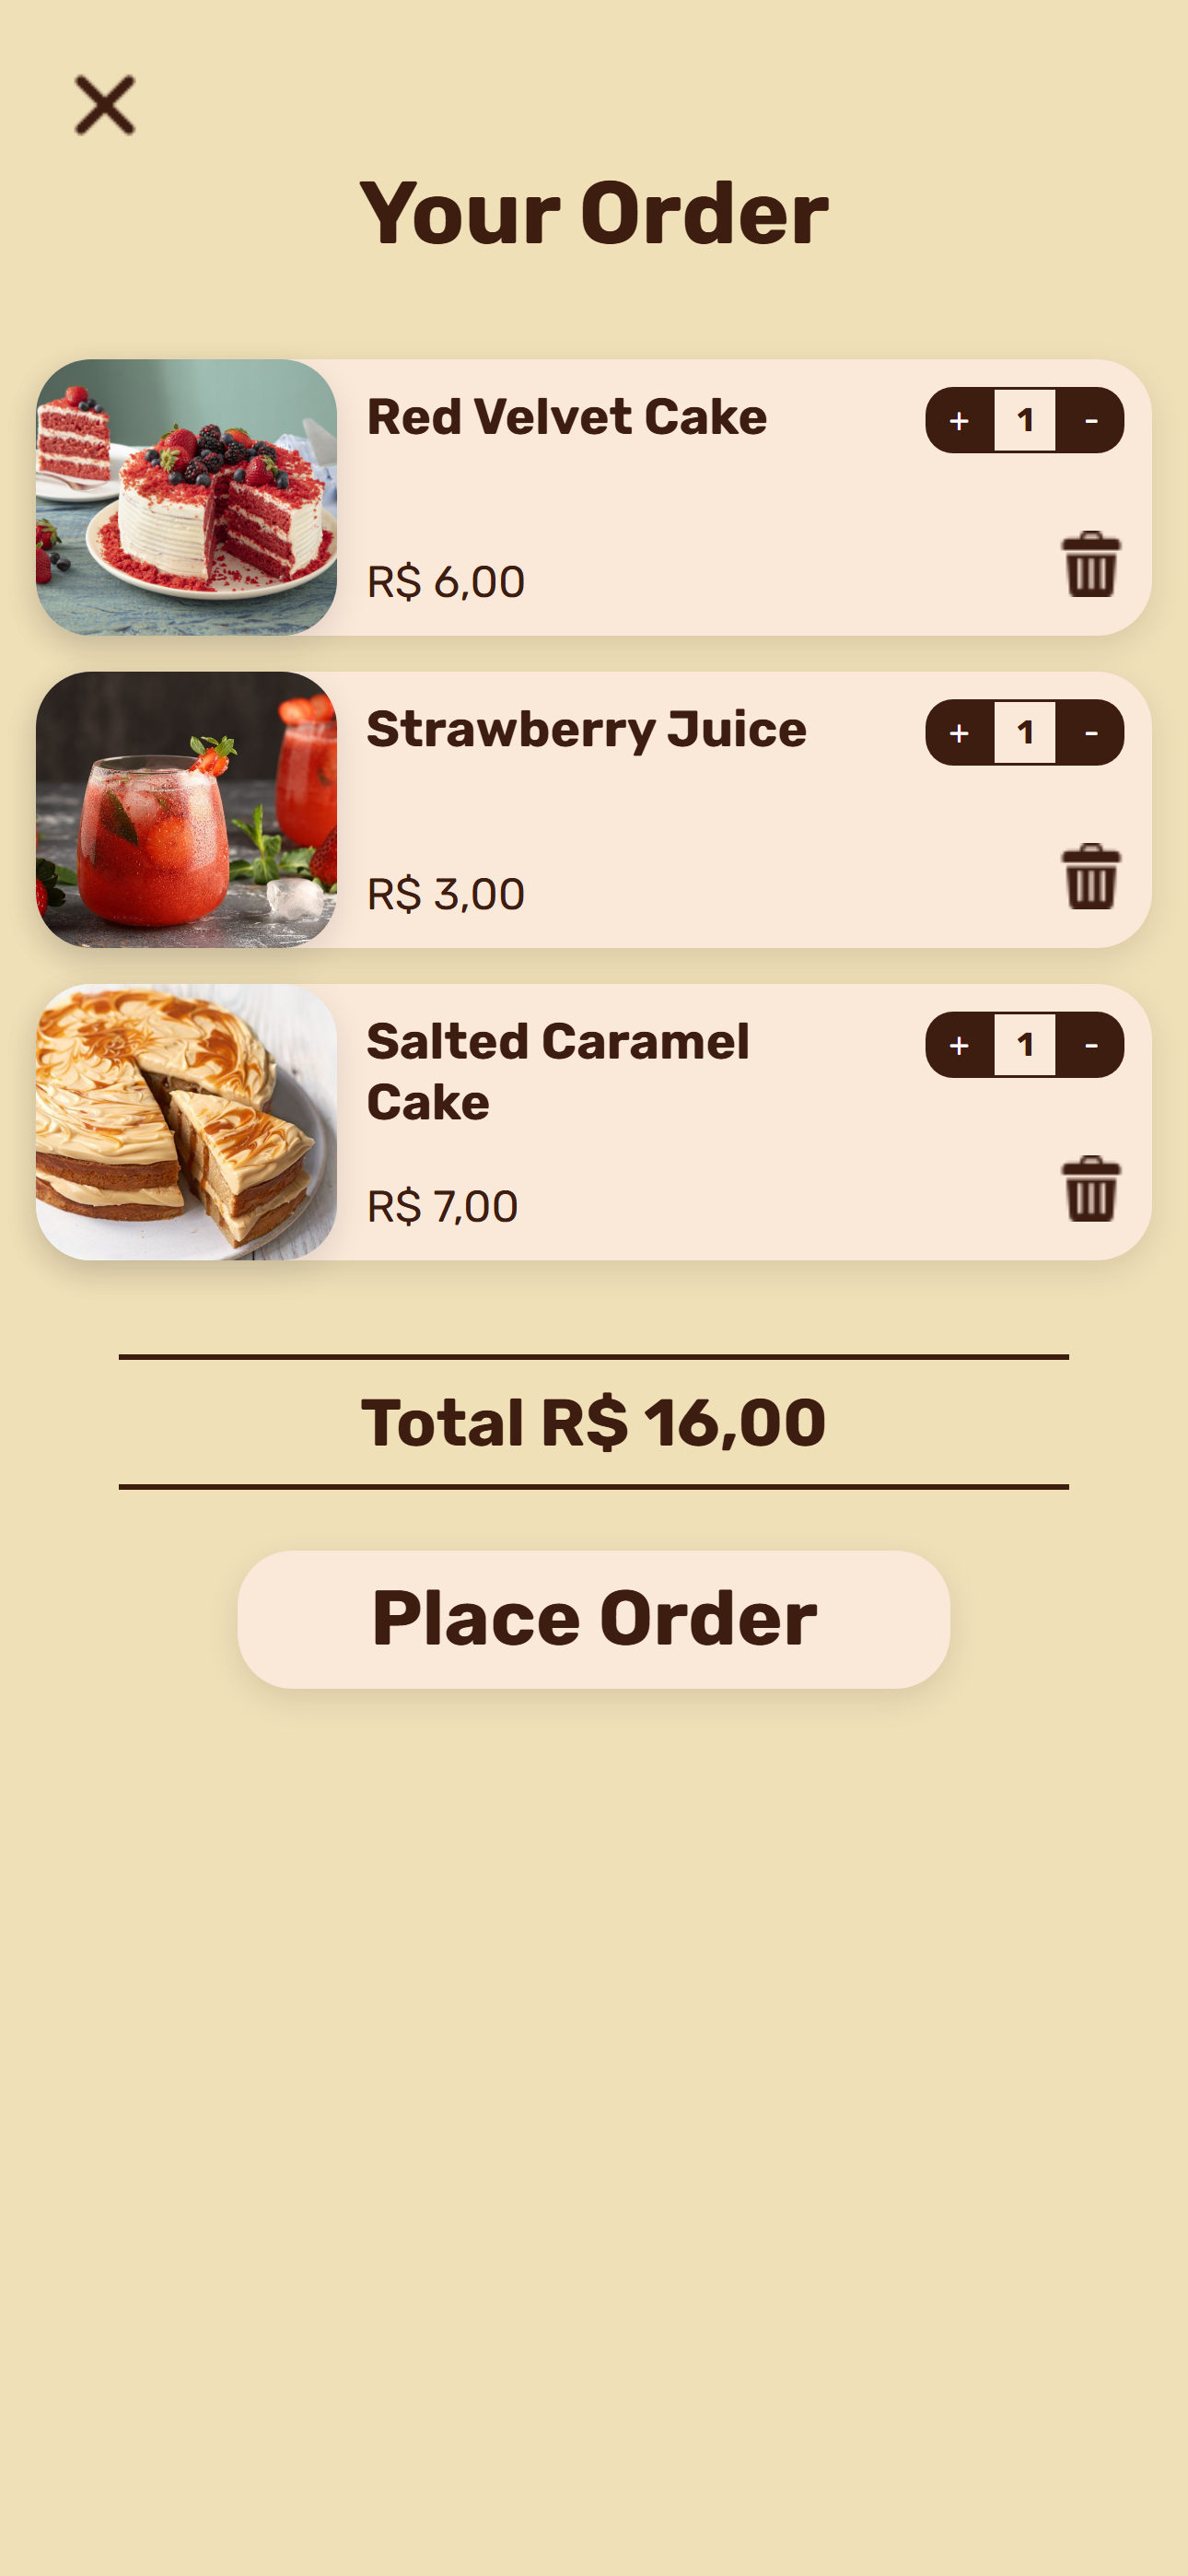 Your Order
Red Velvet Cake
+ 1 -
R$ 6,00
Strawberry Juice
+ 1 -
R$ 3,00
Salted Caramel
Cake
+ 1 -
R$ 7,00
Total R$ 16,00
Place Order